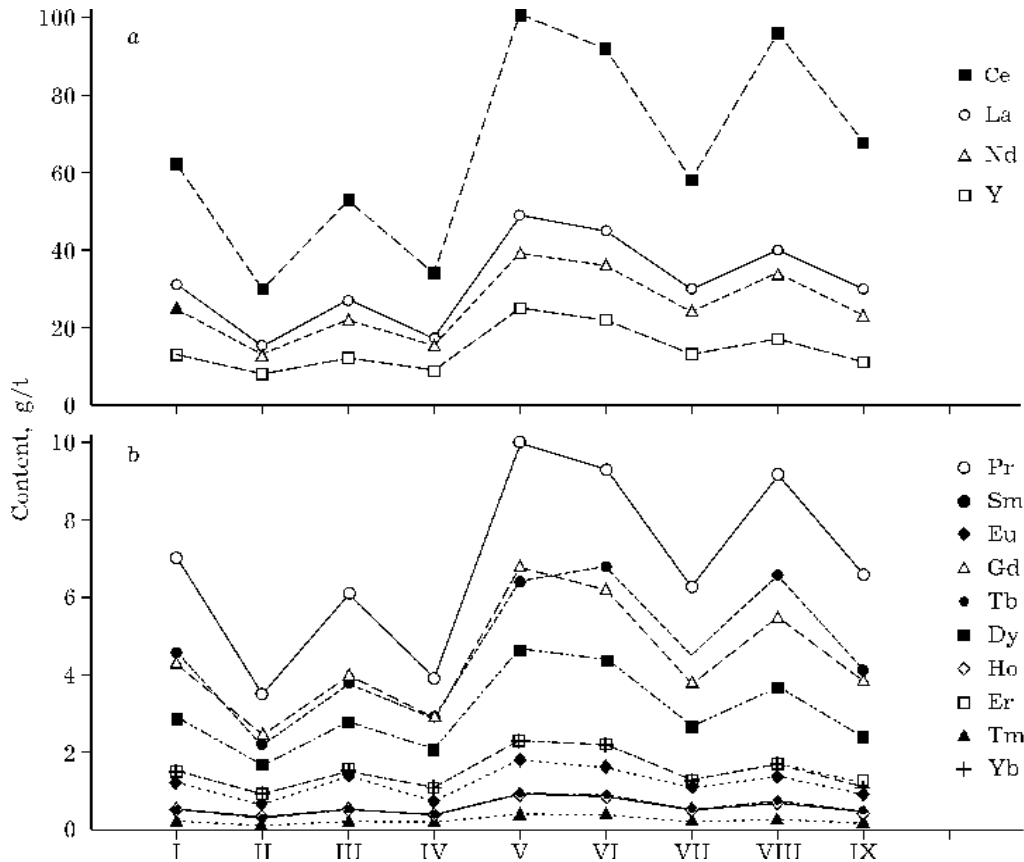 100
80
60
40
20
0
a
Ce
La
Nd
Y
Content, g/t
10
8
6
4
2
0
b
Pr
Sm
Eu
Gd
Tb
Dy
Ho
Er
Tm
Yb
I II III IV V VI VII VIII IX